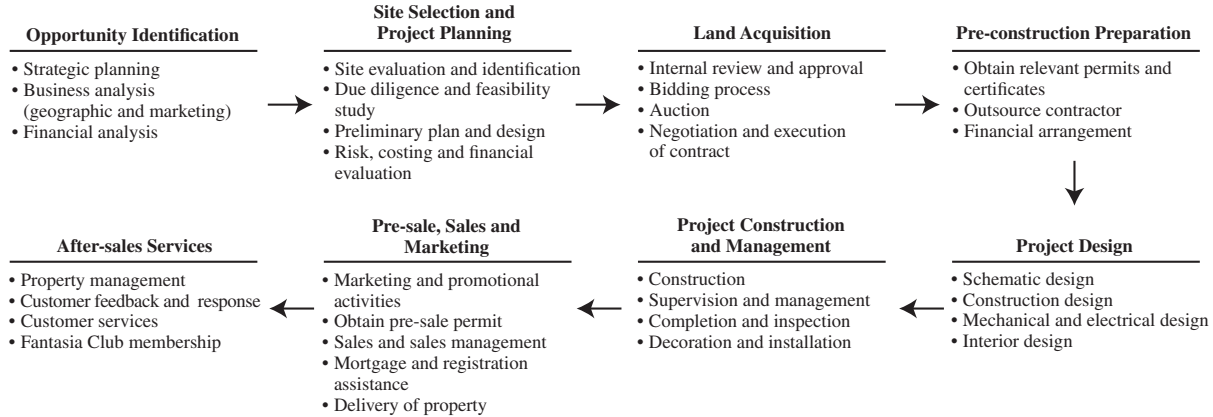 Opportunity Identification
• Strategic planning
• Business analysis
(geographic and marketing)
• Financial analysis
Site Selection and
Project Planning
• Site evaluation and identification
• Due diligence and feasibility
study
• Preliminary plan and design
• Risk, costing and financial
evaluation
Land Acquisition
• Internal review and approval
• Bidding process
• Auction
• Negotiation and execution
of contract
Pre-construction Preparation
• Obtain relevant permits and
certificates
• Outsource contractor
• Financial arrangement
Project Design
• Schematic design
• Construction design
• Mechanical and electrical design
• Interior design
Project Construction
and Management
• Construction
• Supervision and management
• Completion and inspection
• Decoration and installation
Pre-sale, Sales and
Marketing
• Marketing and promotional
activities
• Obtain pre-sale permit
• Sales and sales management
• Mortgage and registration
assistance
• Delivery of property
After-sales Services
• Property management
• Customer feedback and response
• Customer services
• Fantasia Club membership